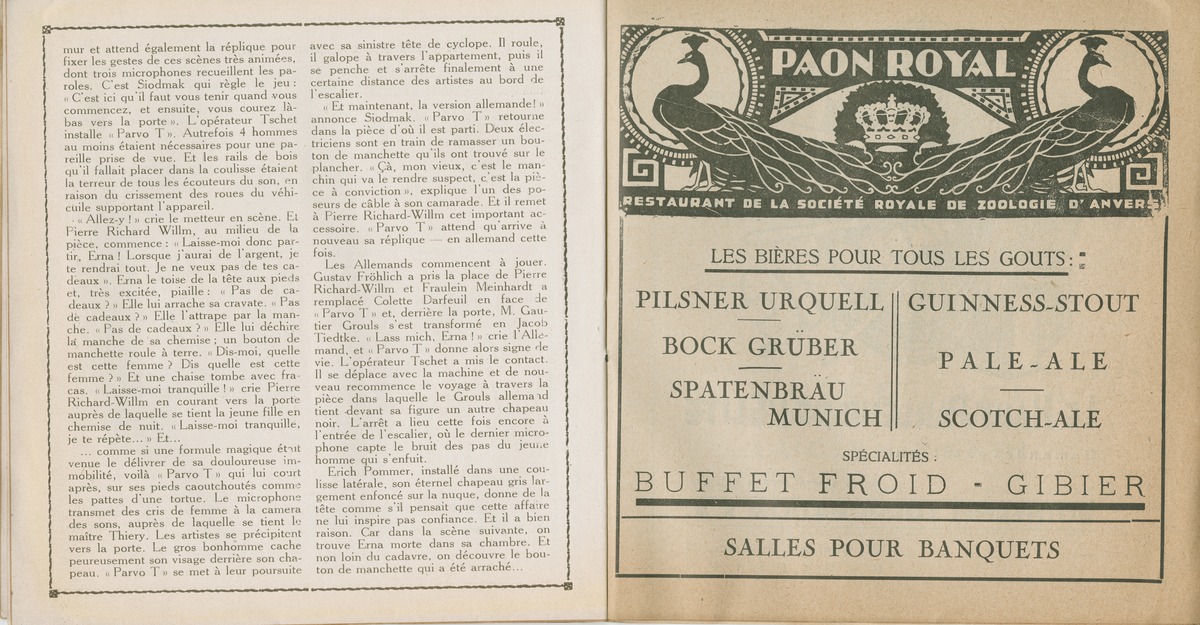 mur et attend également la réplique pour
fixer les gestes de ces scènes très animées,
dont trois microphones recueillent les pa-
roles. C'est Siodmak qui règle le jeu :
« C'est ici qu'il faut vous tenir quand vous
commencez, et ensuite, vous courez là-
bas vers la porte ». L'opérateur Tschet
installe « Parvo T ». Autrefois 4 hommes
au moins étaient nécessaires pour une pa-
reille prise de vue. Et les rails de bois
qu'il fallait placer dans la coulisse étaient
la terreur de tous les écouteurs du son, en
raison du crissement des roues du véhi-
cule supportant l'appareil.
« Allez-y ! » crie le metteur en scène. Et
Pierre Richard Willm, au milieu de la
pièce, commence : « Laisse-moi donc par-
tir, Erna ! Lorsque j'aurai de l'argent, je
te rendrai tout. Je ne veux pas de tes ca-
deaux ». Erna le toise de la tête aux pieds
et, très excitée, piaille : « Pas de ca-
deaux ? » Elle lui arrache sa cravate. « Pas
de cadeaux ? » Elle l'attrape par la man-
che. « Pas de cadeaux ? » Elle lui déchire
la manche de sa chemise ; un bouton de
manchette roule à terre. « Dis-moi, quelle
est cette femme ? Dis quelle est cette
femme ? » Et une chaise tombe avec fra-
cas. « Laisse-moi tranquille ! » crie Pierre
Richard-Willm en courant vers la porte
auprès de laquelle se tient la jeune fille en
chemise de nuit. « Laisse-moi tranquille,
je te répète... » Et...
... comme si une formule magique était
venue le délivrer de sa douloureuse im-
mobilité, voilà « Parvo T » qui lui court
après, sur ses pieds caoutchoutés comme
les pattes d'une tortue. Le microphone
transmet des cris de femme à la camera
des sons, auprès de laquelle se tient le
maître Thiery. Les artistes se précipitent
vers la porte. Le gros bonhomme cache
peureusement son visage derrière son cha-
peau. « Parvo T » se met à leur poursuite
avec sa sinistre tête de cyclope. Il roule,
il galope à travers l'appartement, puis il
se penche et s'arrête finalement à une
certaine distance des artistes au bord de
l'escalier.
« Et maintenant, la version allemande ! »
annonce Siodmak. « Parvo T » retourne
dans la pièce d'où il est parti. Deux élec-
triciens sont en train de ramasser un bou-
ton de manchette qu'ils ont trouvé sur le
plancher. « Çà, mon vieux, c'est le man-
chin qui va le rendre suspect, c'est la piè-
ce à conviction », explique l'un des po-
seurs de câble à son camarade. Et il remet
à Pierre Richard-Willm cet important ac-
cessoire. « Parvo T » attend qu'arrive à
nouveau sa réplique — en allemand cette
fois.
Les Allemands commencent à jouer.
Gustav Fröhlich a pris la place de Pierre
Richard-Willm et Fraulein Meinhardt a
remplacé Colette Darfeuil en face de
« Parvo T » et, derrière la porte, M. Gau-
tier Grouls s'est transformé en Jacob
Tiedtke. « Lass mich, Erna ! » crie l'Alle-
mand, et « Parvo T » donne alors signe de
vie. L'opérateur Tschet a mis le contact.
Il se déplace avec la machine et de nou-
veau recommence le voyage à travers la
pièce dans laquelle le Grouls allemand
tient devant sa figure un autre chapeau
noir. L'arrêt a lieu cette fois encore à
l'entrée de l'escalier, où le dernier micro-
phone capte le bruit des pas du jeune
homme qui s'enfuit.
Erich Pommer, installé dans une cou-
lisse latérale, son éternel chapeau gris lar-
gement enfoncé sur la nuque, donne de la
tête comme s'il pensait que cette affaire
ne lui inspire pas confiance. Et il a bien
raison. Car dans la scène suivante, on
trouve Erna morte dans sa chambre. Et
non loin du cadavre, on découvre le bou-
ton de manchette qui a été arraché...
PAON ROYAL
RESTAURANT DE LA SOCIÉTÉ ROYALE DE ZOOLOGIE D'ANVERS
LES BIÈRES POUR TOUS LES GOUTS :
PILSNER URQUELL
BOCK GRÜBER
SPATENBRÄU
MUNICH
GUINNESS-STOUT
PALE-ALE
SCOTCH-ALE
SPÉCIALITÉS :
BUFFET FROID - GIBIER
SALLES POUR BANQUETS